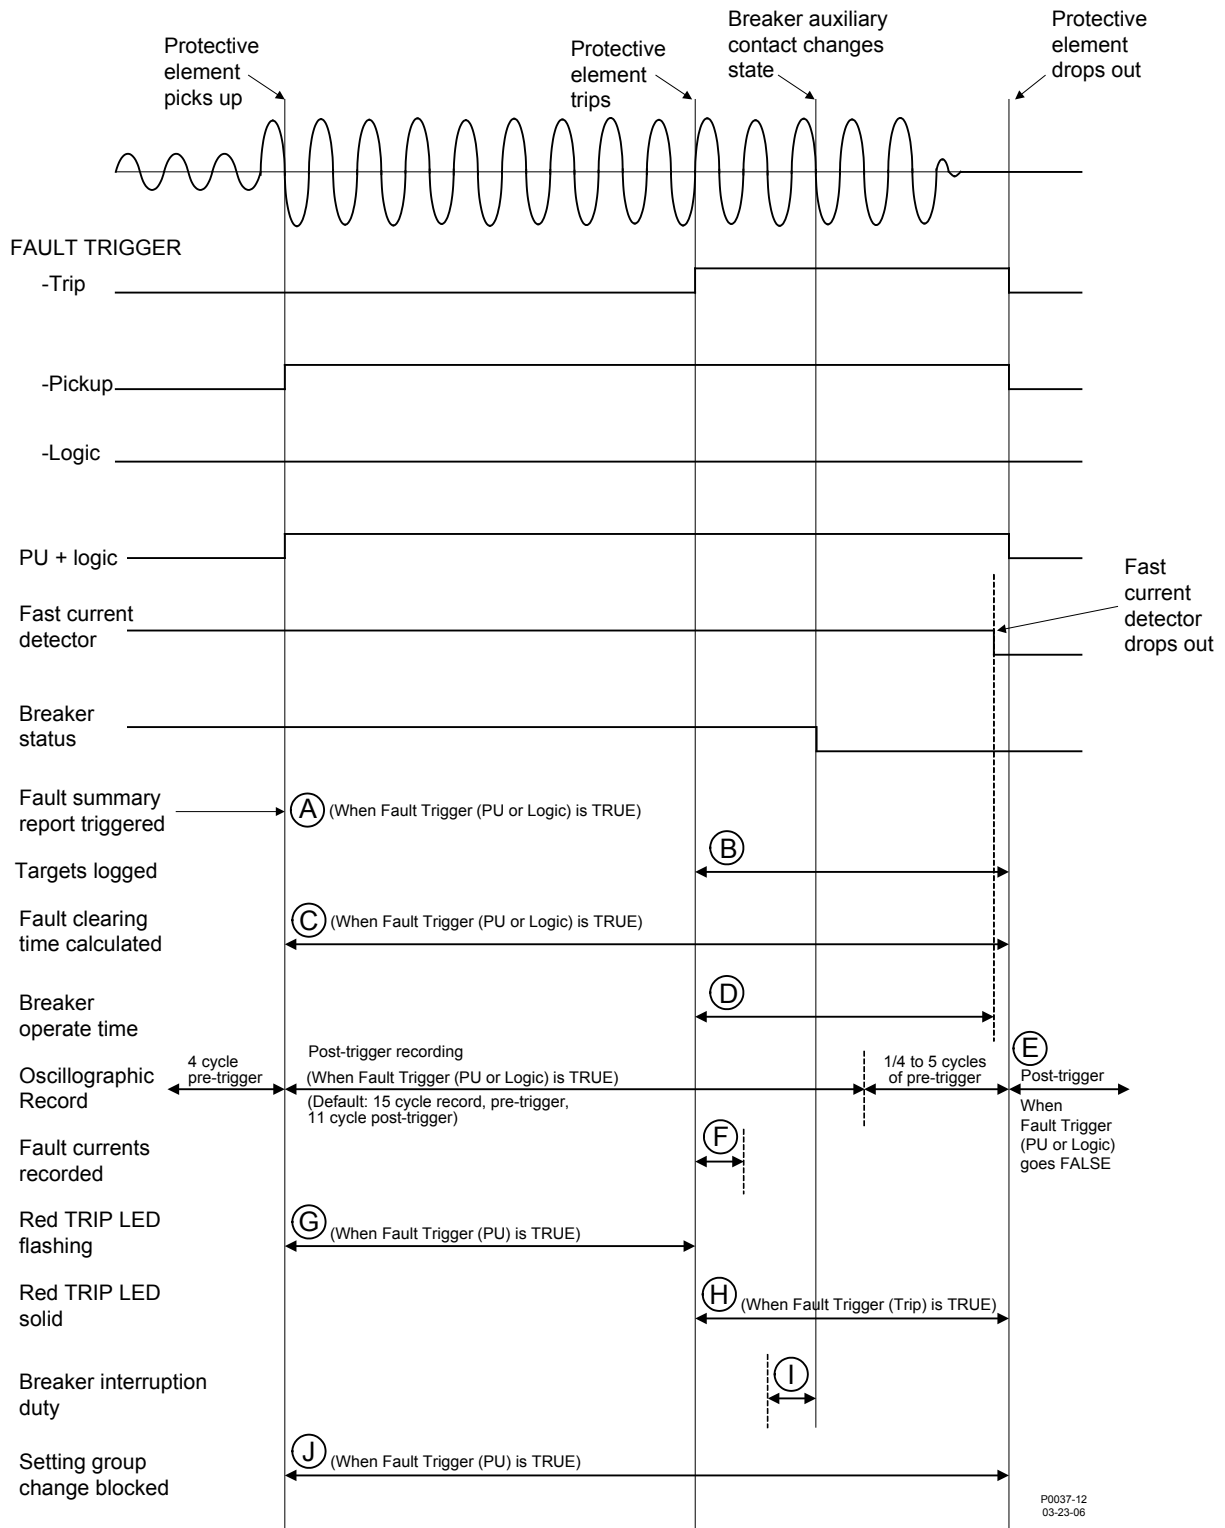 Protective
element
picks up
Protective
element
trips
Breaker auxiliary
contact changes
state
Protective
element
drops out
FAULT TRIGGER
-Trip
-Pickup
-Logic
PU + logic
Fast current
detector
Fast
current
detector
drops out
Breaker
status
Fault summary
report triggered
A (When Fault Trigger (PU or Logic) is TRUE)
Targets logged
B
Fault clearing
time calculated
C (When Fault Trigger (PU or Logic) is TRUE)
Breaker
operate time
D
Oscillographic
Record
4 cycle
pre-trigger
Post-trigger recording
(When Fault Trigger (PU or Logic) is TRUE)
(Default: 15 cycle record, pre-trigger,
11 cycle post-trigger)
1/4 to 5 cycles
of pre-trigger
E
Post-trigger
When
Fault Trigger
(PU or Logic)
goes FALSE
Fault currents
recorded
F
Red TRIP LED
flashing
G (When Fault Trigger (PU) is TRUE)
Red TRIP LED
solid
H (When Fault Trigger (Trip) is TRUE)
Breaker interruption
duty
I
Setting group
change blocked
J (When Fault Trigger (PU) is TRUE)
P0037-12
03-23-06